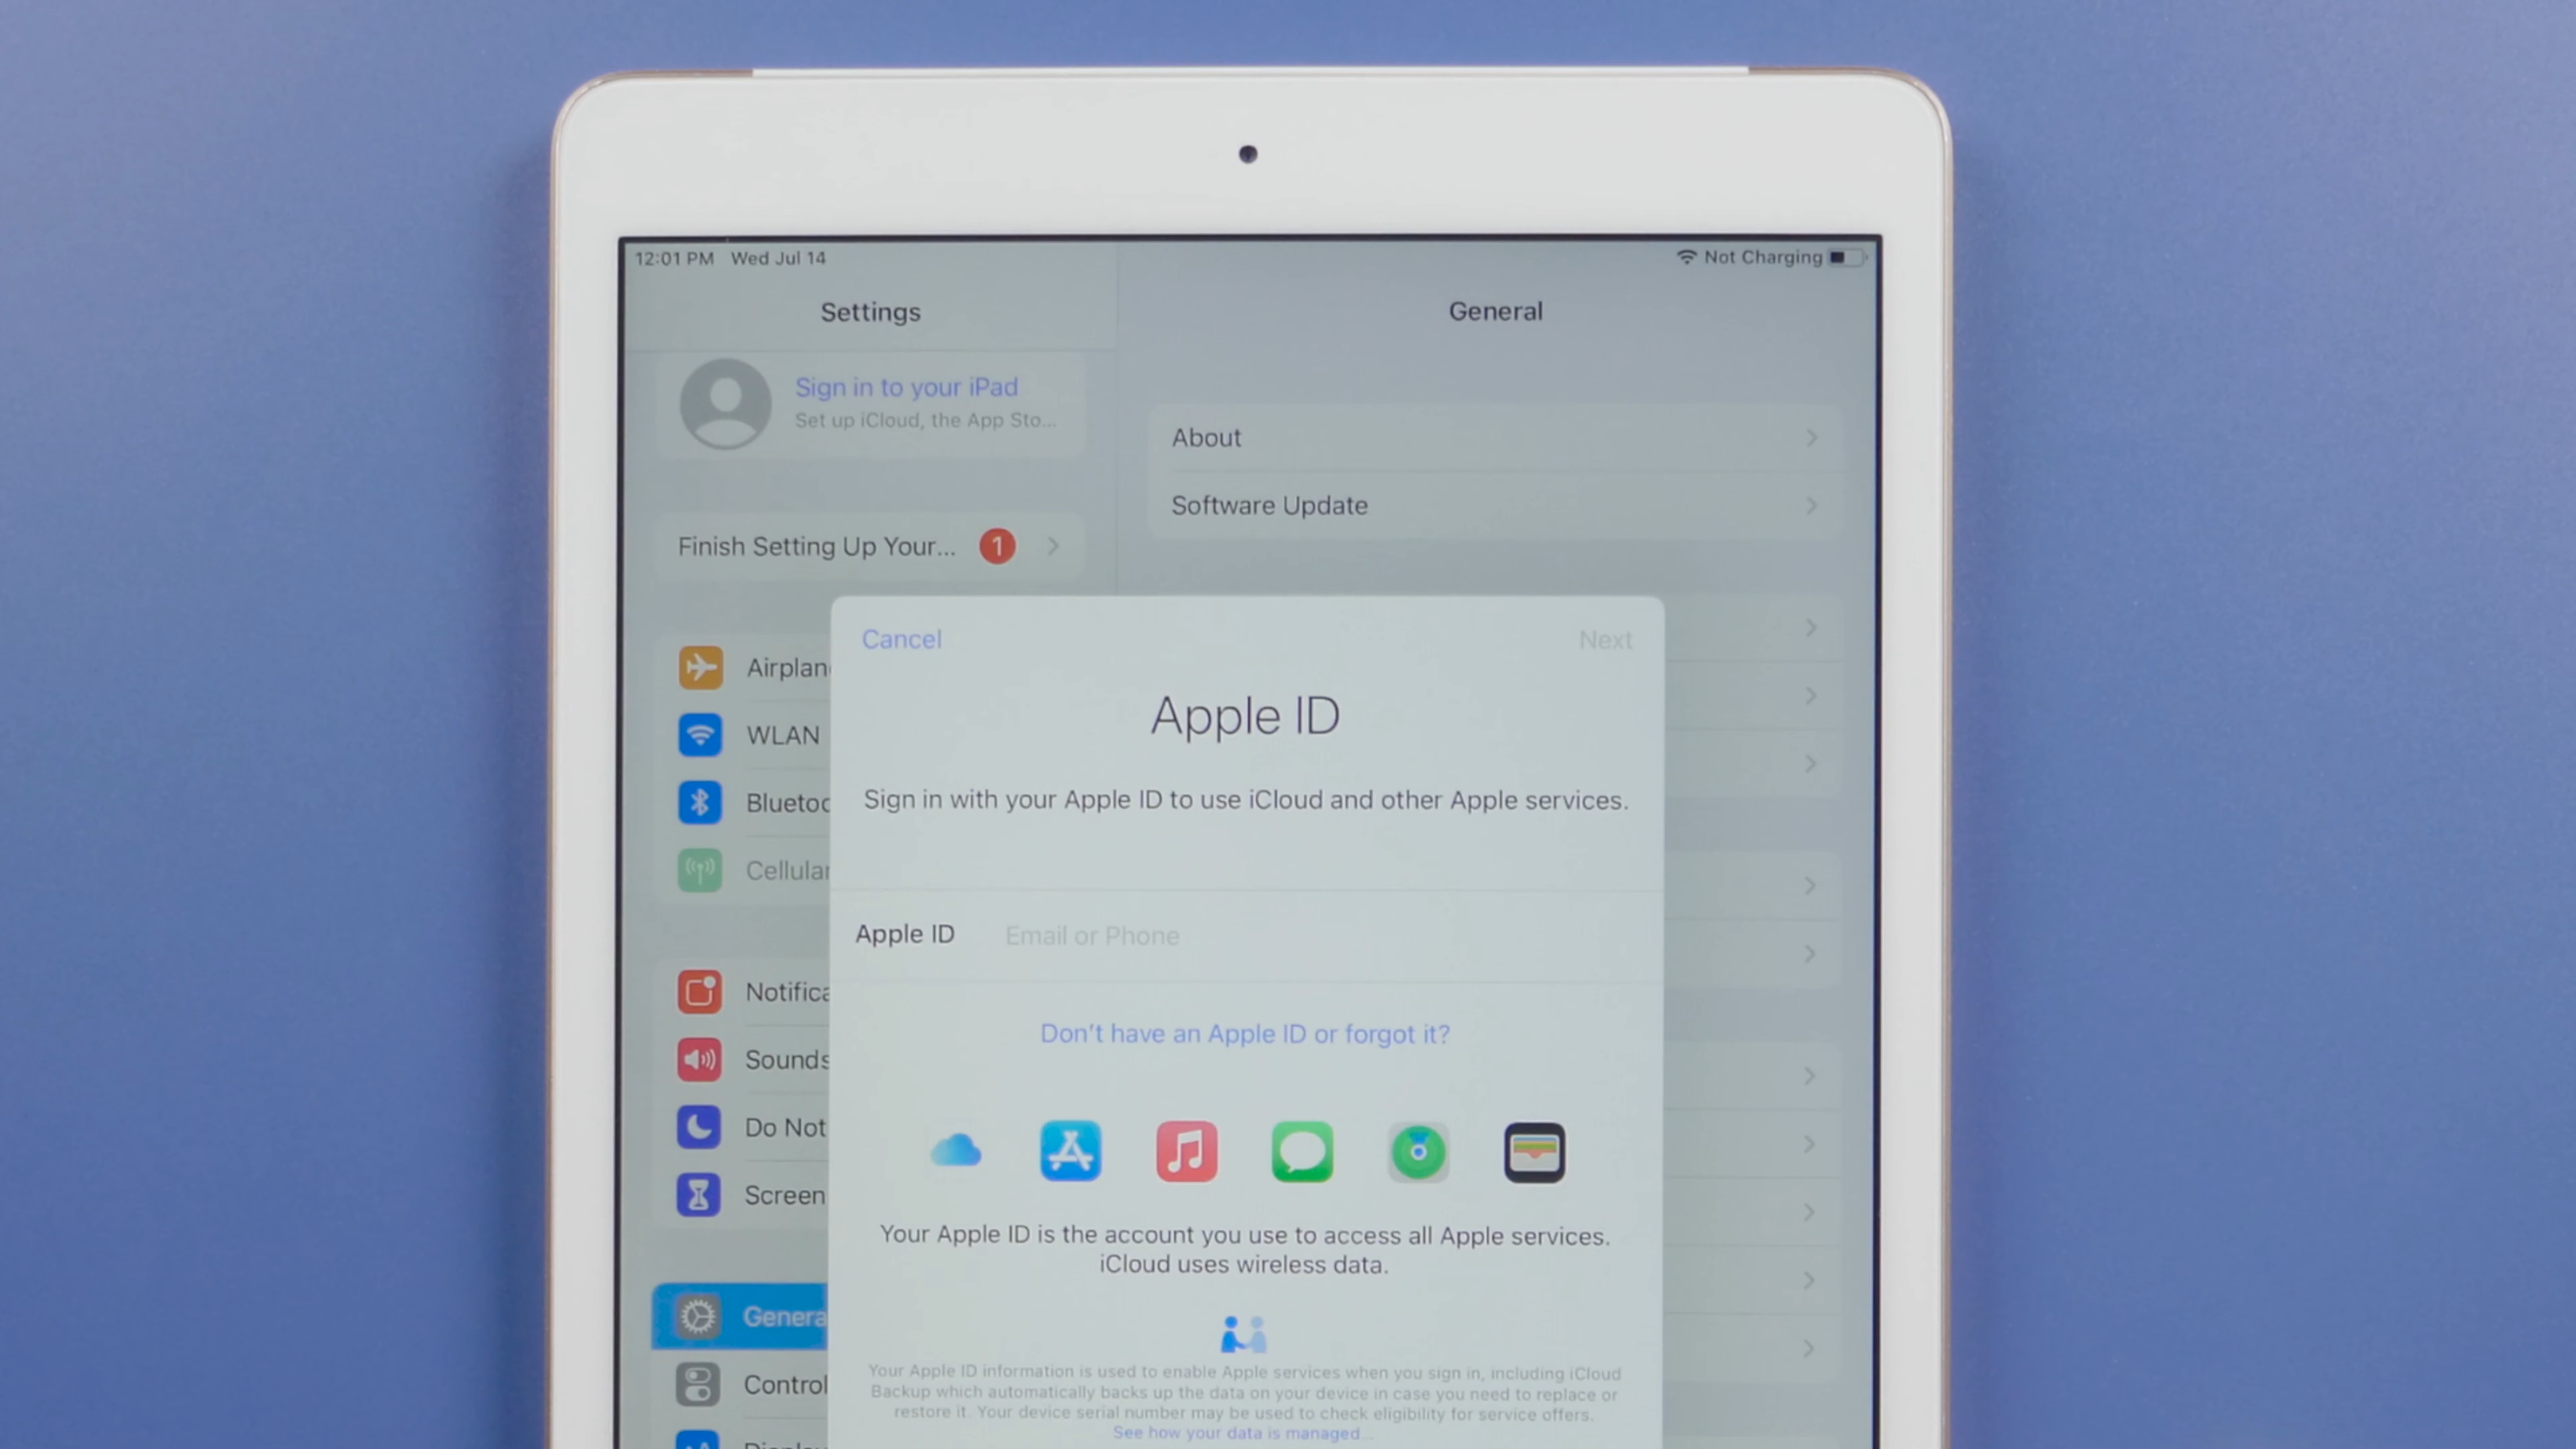 12:01 PM Wed Jul 14
Not Charging
Settings
General
Sign in to your iPad
Set up iCloud, the App Sto...
About
Software Update
Finish Setting Up Your...
1
Cancel
Next
Airplan
Apple ID
WLAN
Sign in with your Apple ID to use iCloud and other Apple services.
Bluetoo
Cellular
Apple ID
Email or Phone
Notifica
Don't have an Apple ID or forgot it?
Sounds
Do Not
Screen
Your Apple ID is the account you use to access all Apple services.
iCloud uses wireless data.
Genera
Your Apple ID information is used to enable Apple services when you sign in, including iCloud
Backup which automatically backs up the data on your device in case you need to replace or
restore it. Your device serial number may be used to check eligibility for service offers.
See how your data is managed...
Control